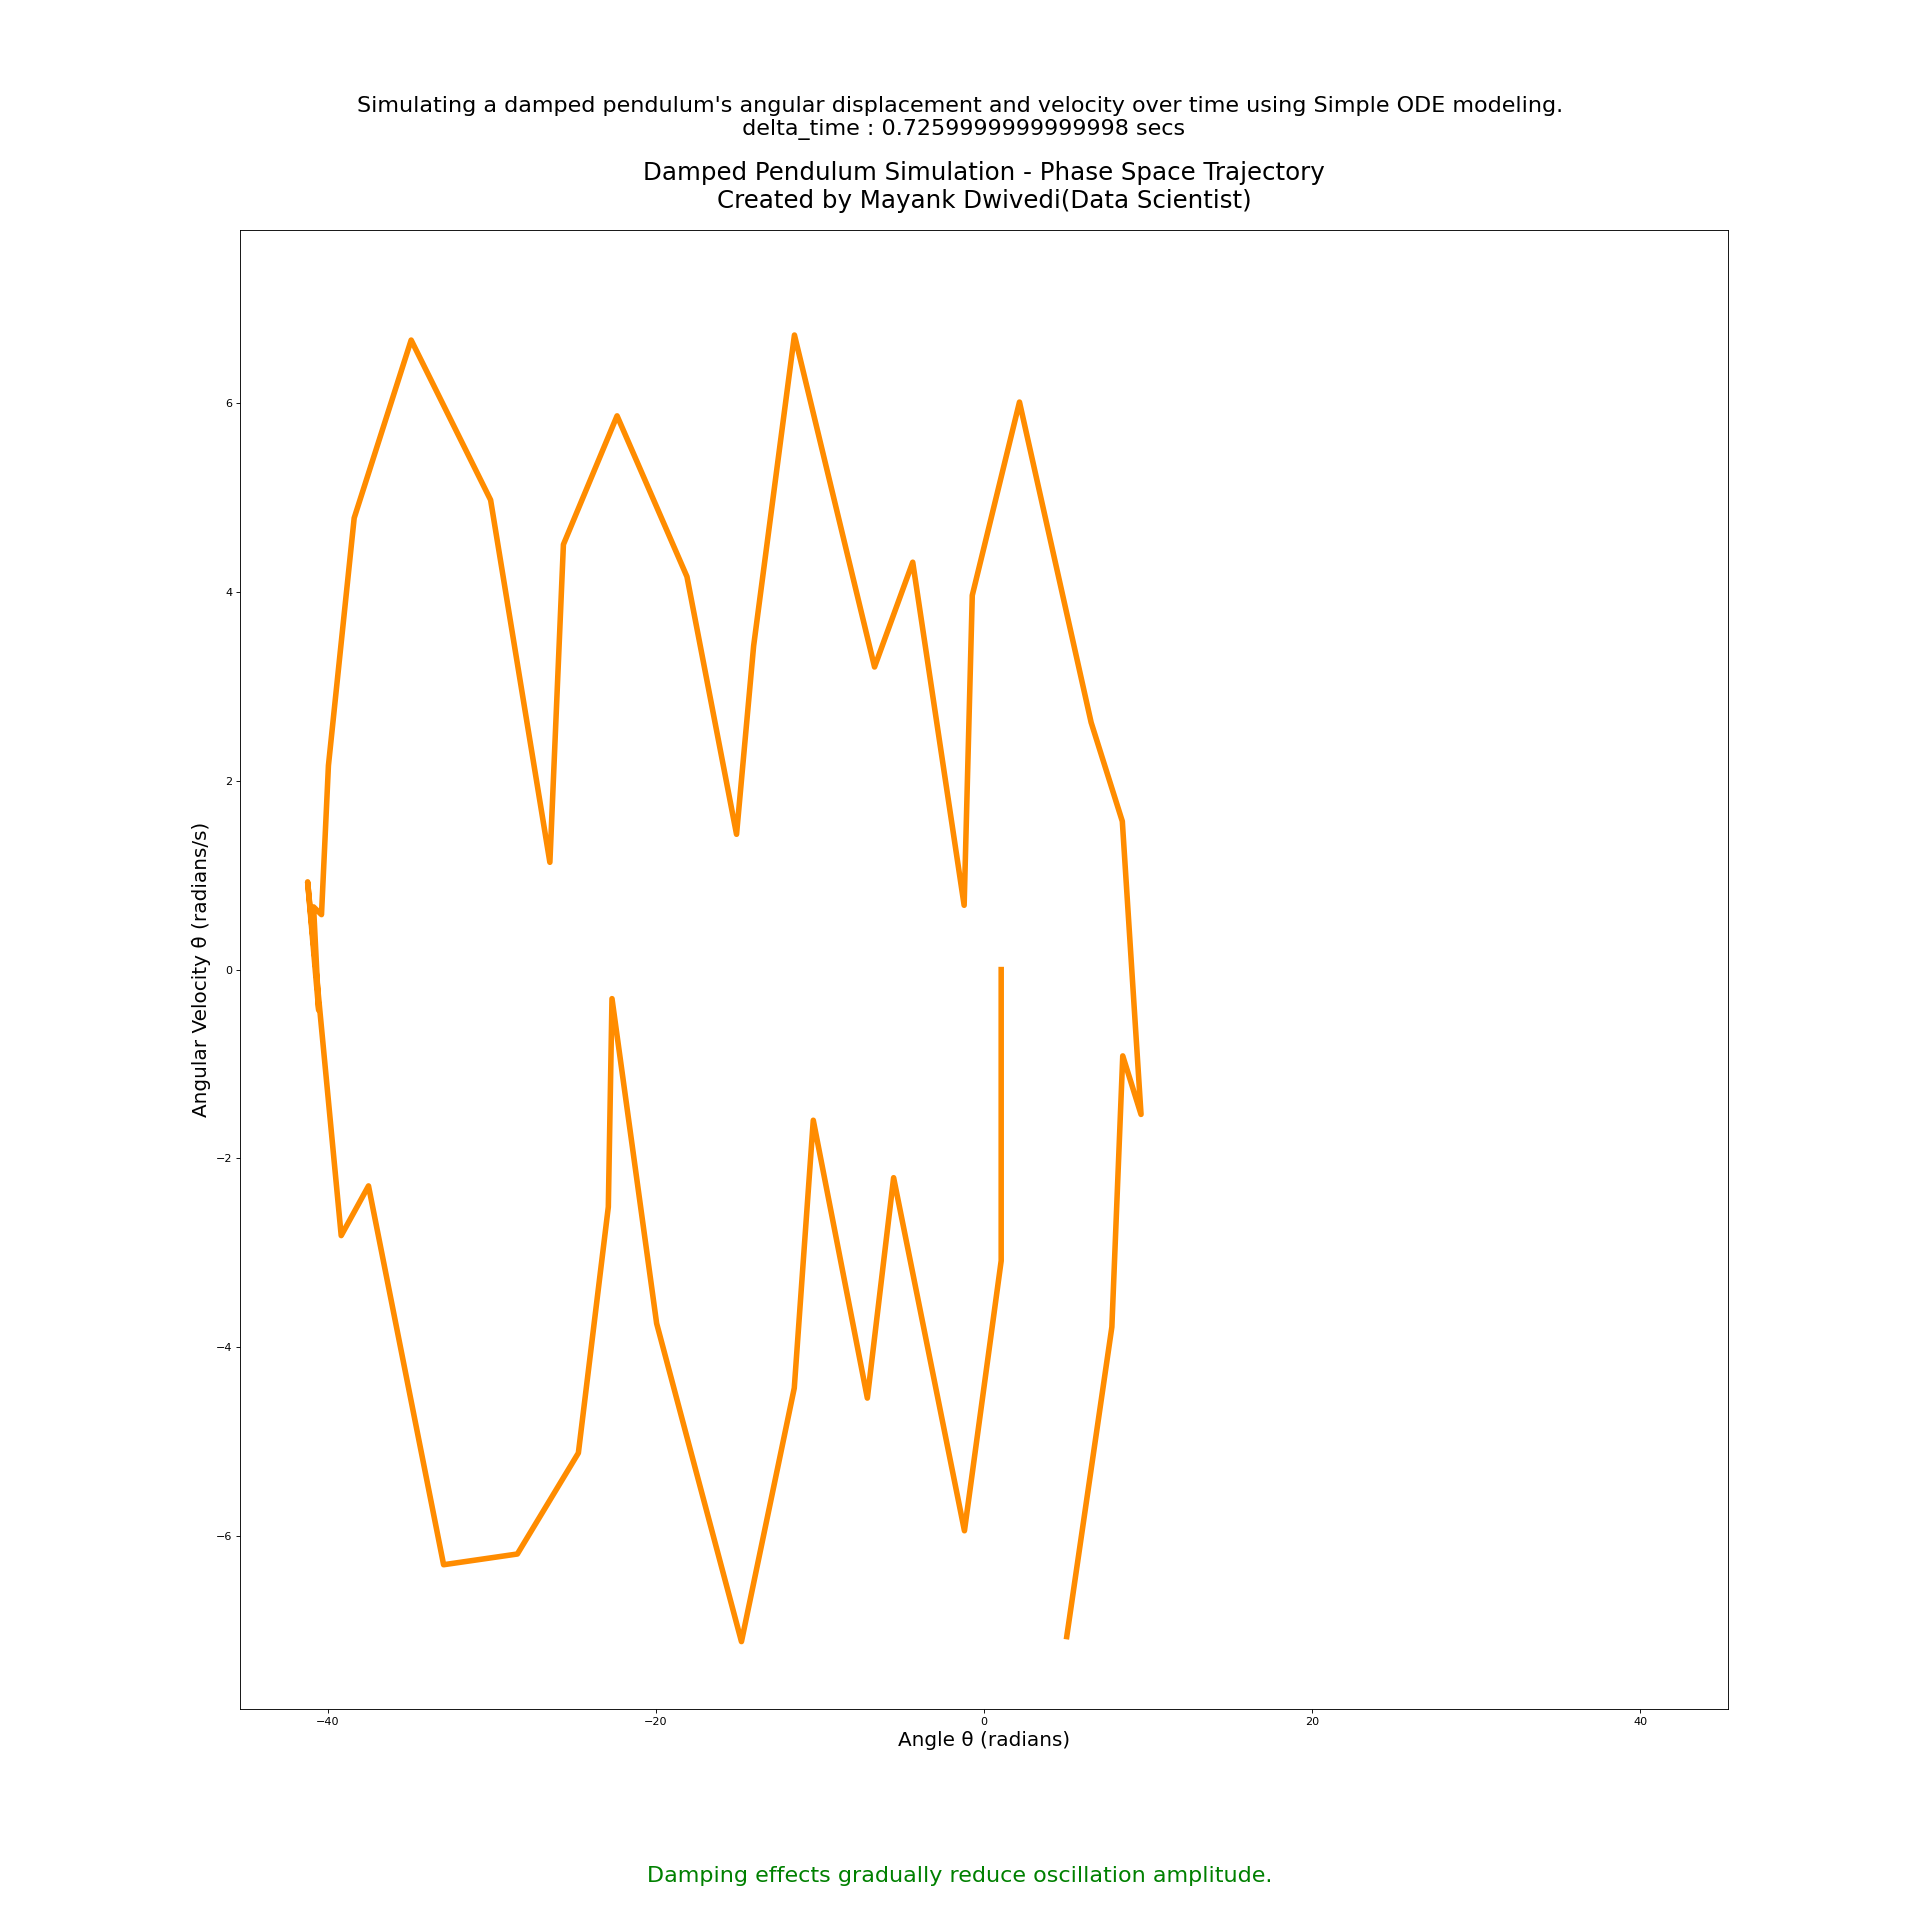 Simulating a damped pendulum's angular displacement and velocity over time using Simple ODE modeling.
delta_time : 0.7259999999999998 secs
Damped Pendulum Simulation - Phase Space Trajectory
Created by Mayank Dwivedi(Data Scientist)
Angular Velocity θ (radians/s)
6
4
2
0
−2
−4
−6
−40
−20
0
20
40
Angle θ (radians)
Damping effects gradually reduce oscillation amplitude.